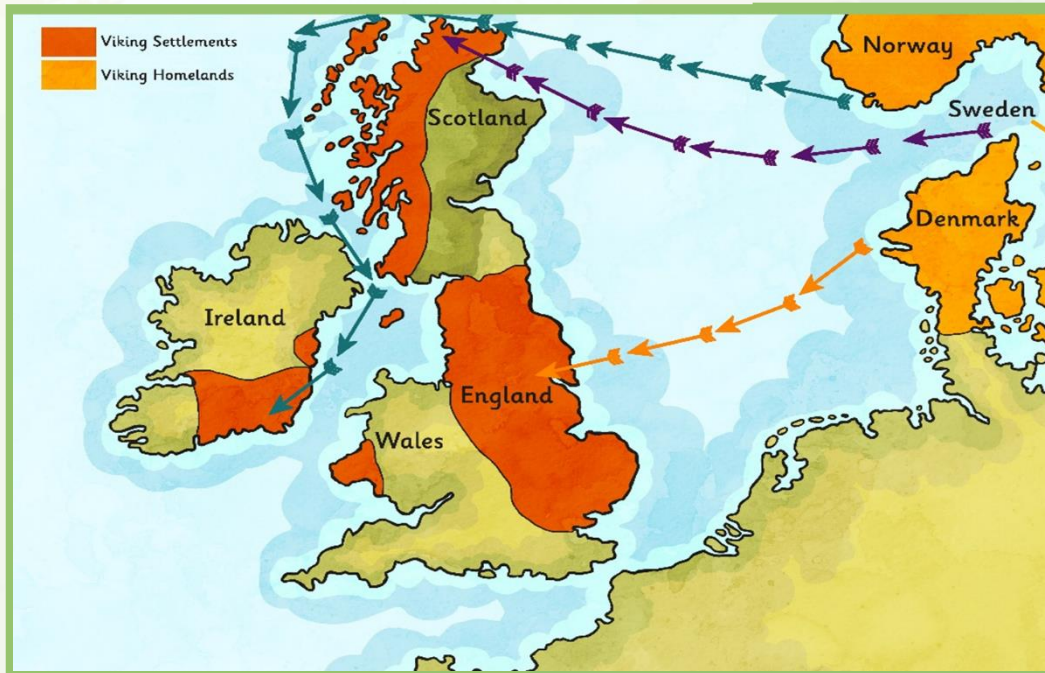 Viking Settlements
Viking Homelands
Norway
Sweden
Scotland
Denmark
Ireland
England
Wales